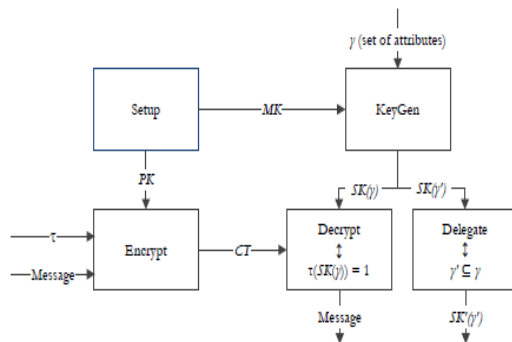 γ (set of attributes)
Setup
MK
KeyGen
PK
SK(γ)
SK(γ')
τ
Message
Encrypt
CT
Decrypt
↕
τ(SK(γ)) = 1
Delegate
↕
γ' ⊆ γ
Message
SK'(γ')